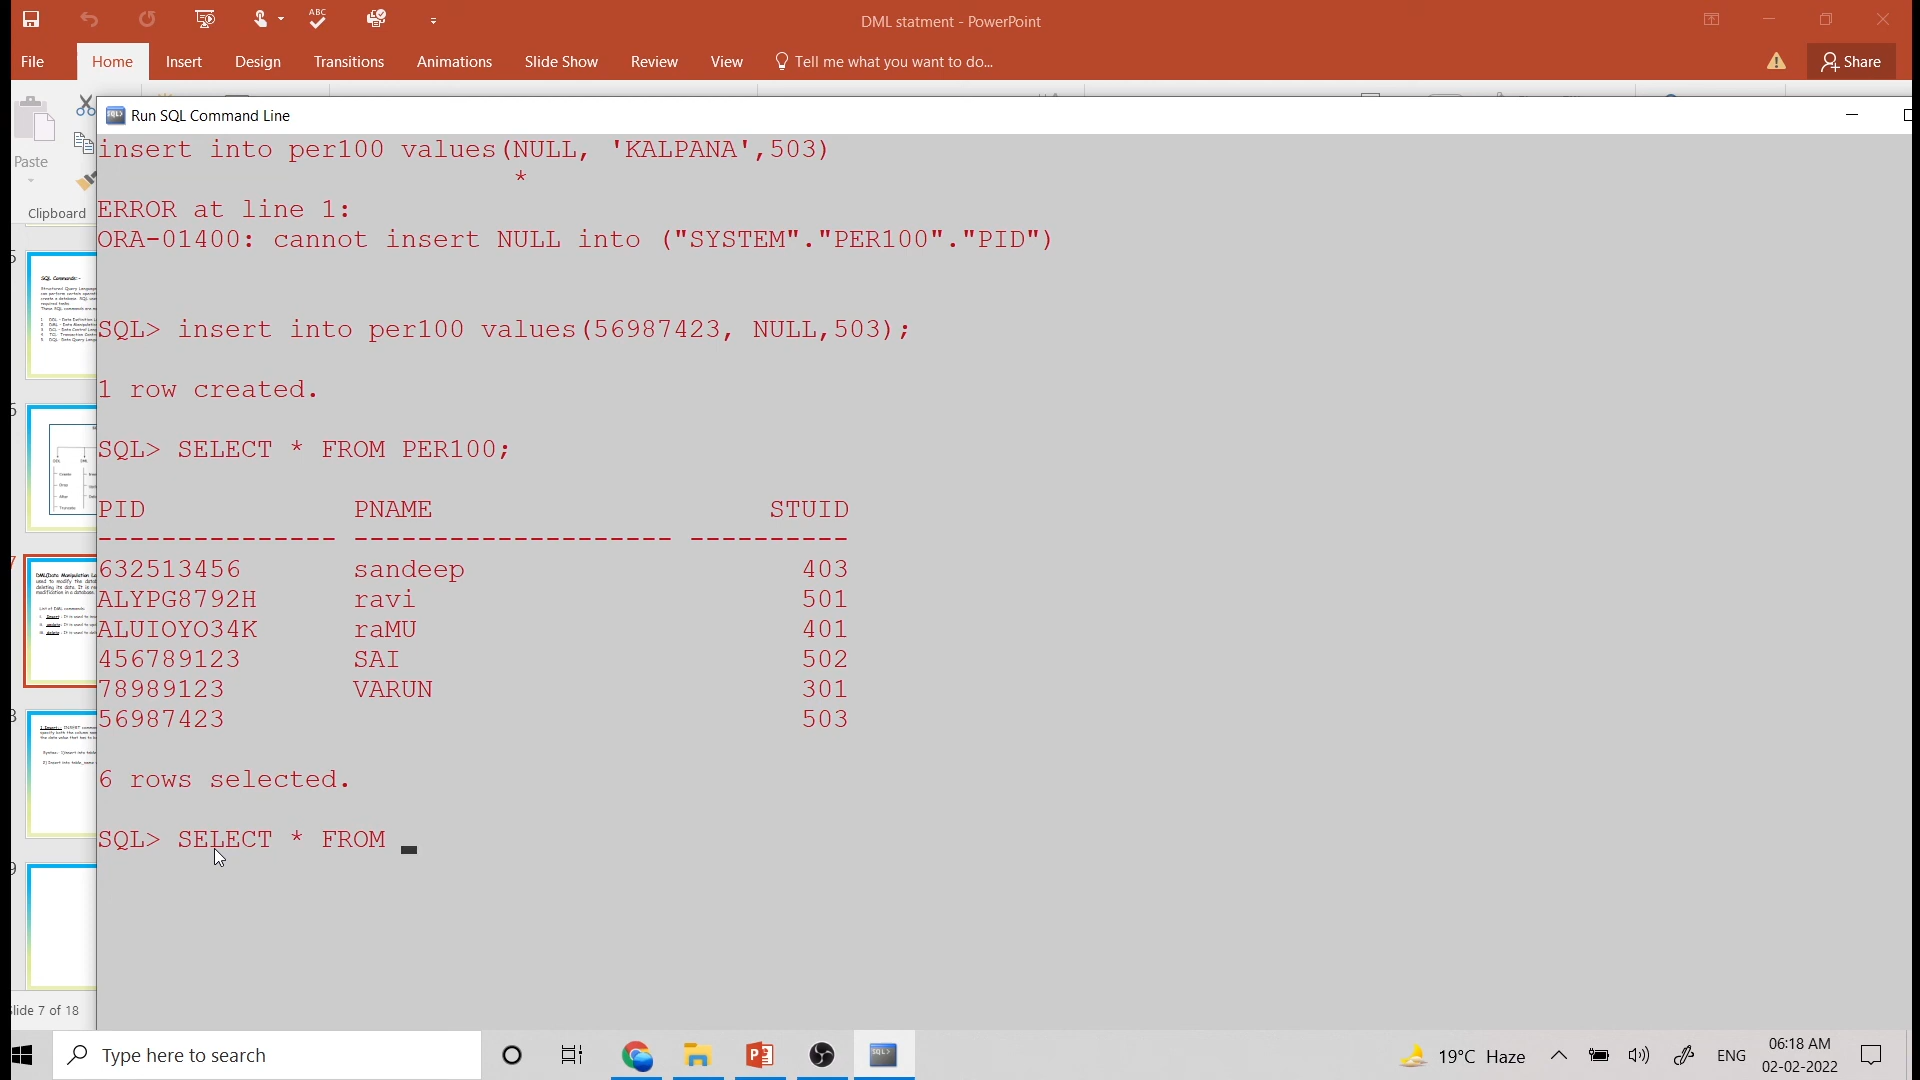 DML statment - PowerPoint
File Home Insert Design Transitions Animations Slide Show Review View Tell me what you want to do... Share
Paste
Clipboard
Run SQL Command Line
insert into per100 values(NULL, 'KALPANA',503)
*
ERROR at line 1:
ORA-01400: cannot insert NULL into ("SYSTEM"."PER100"."PID")
SQL> insert into per100 values(56987423, NULL,503);
1 row created.
SQL> SELECT * FROM PER100;
PID PNAME STUID
--------------- -------------------- ----------
632513456 sandeep 403
ALYPG8792H ravi 501
ALUIOYO34K raMU 401
456789123 SAI 502
78989123 VARUN 301
56987423 503
6 rows selected.
SQL> SELECT * FROM
SQL Commands:-
lide 7 of 18
Type here to search
19°C Haze
ENG
06:18 AM
02-02-2022